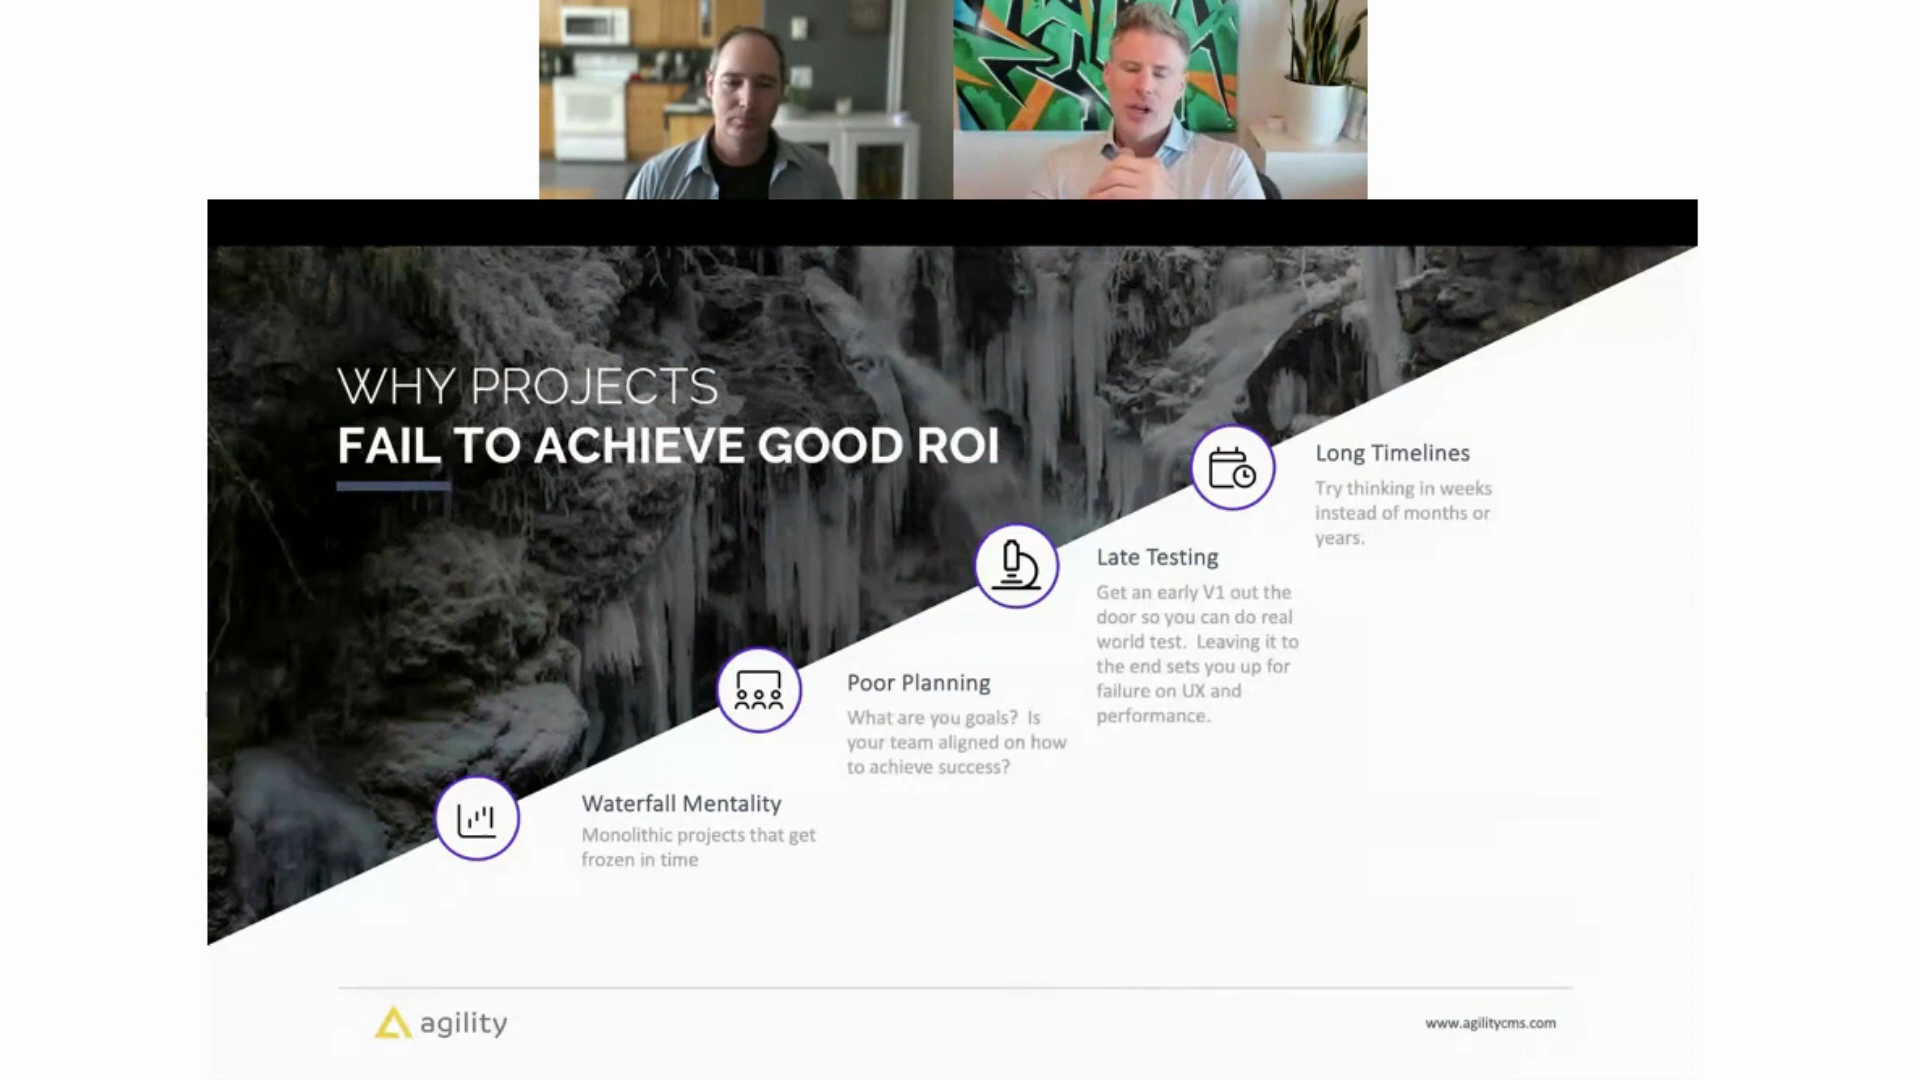 WHY PROJECTS
FAIL TO ACHIEVE GOOD ROI
Long Timelines
Try thinking in weeks
instead of months or
years.
Late Testing
Get an early V1 out the
door so you can do real
world test. Leaving it to
the end sets you up for
failure on UX and
performance.
Poor Planning
What are you goals? Is
your team aligned on how
to achieve success?
Waterfall Mentality
Monolithic projects that get
frozen in time
agility
www.agilitycms.com